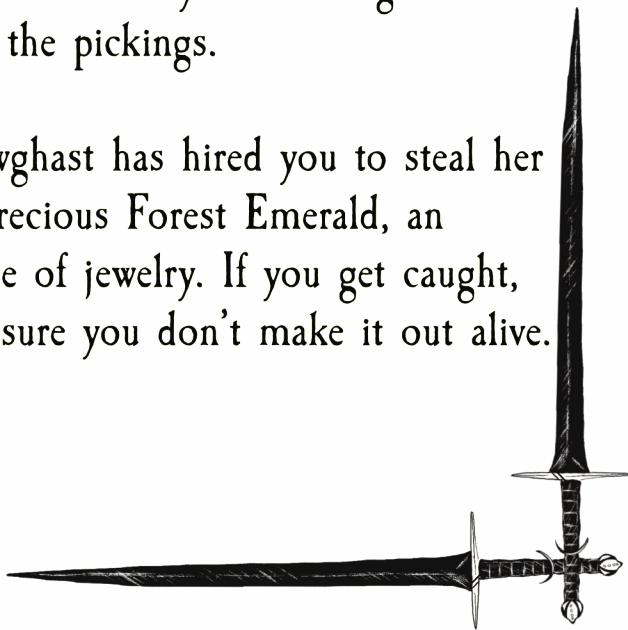 the pickings.
wghast has hired you to steal her
recious Forest Emerald, an
e of jewelry. If you get caught,
sure you don't make it out alive.